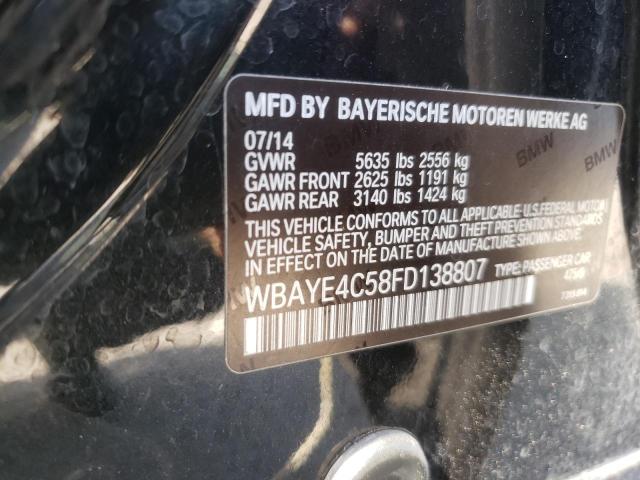 MFD BY BAYERISCHE MOTOREN WERKE AG
07/14
GVWR 5635 lbs 2556 kg
GAWR FRONT 2625 lbs 1191 kg
GAWR REAR 3140 lbs 1424 kg
THIS VEHICLE CONFORMS TO ALL APPLICABLE U.S. FEDERAL MOTOR
VEHICLE SAFETY, BUMPER AND THEFT PREVENTION STANDARDS
IN EFFECT ON THE DATE OF MANUFACTURE SHOWN ABOVE.
WBAYE4C58FD138807 TYPE: PASSENGER CAR
BMW
BMW